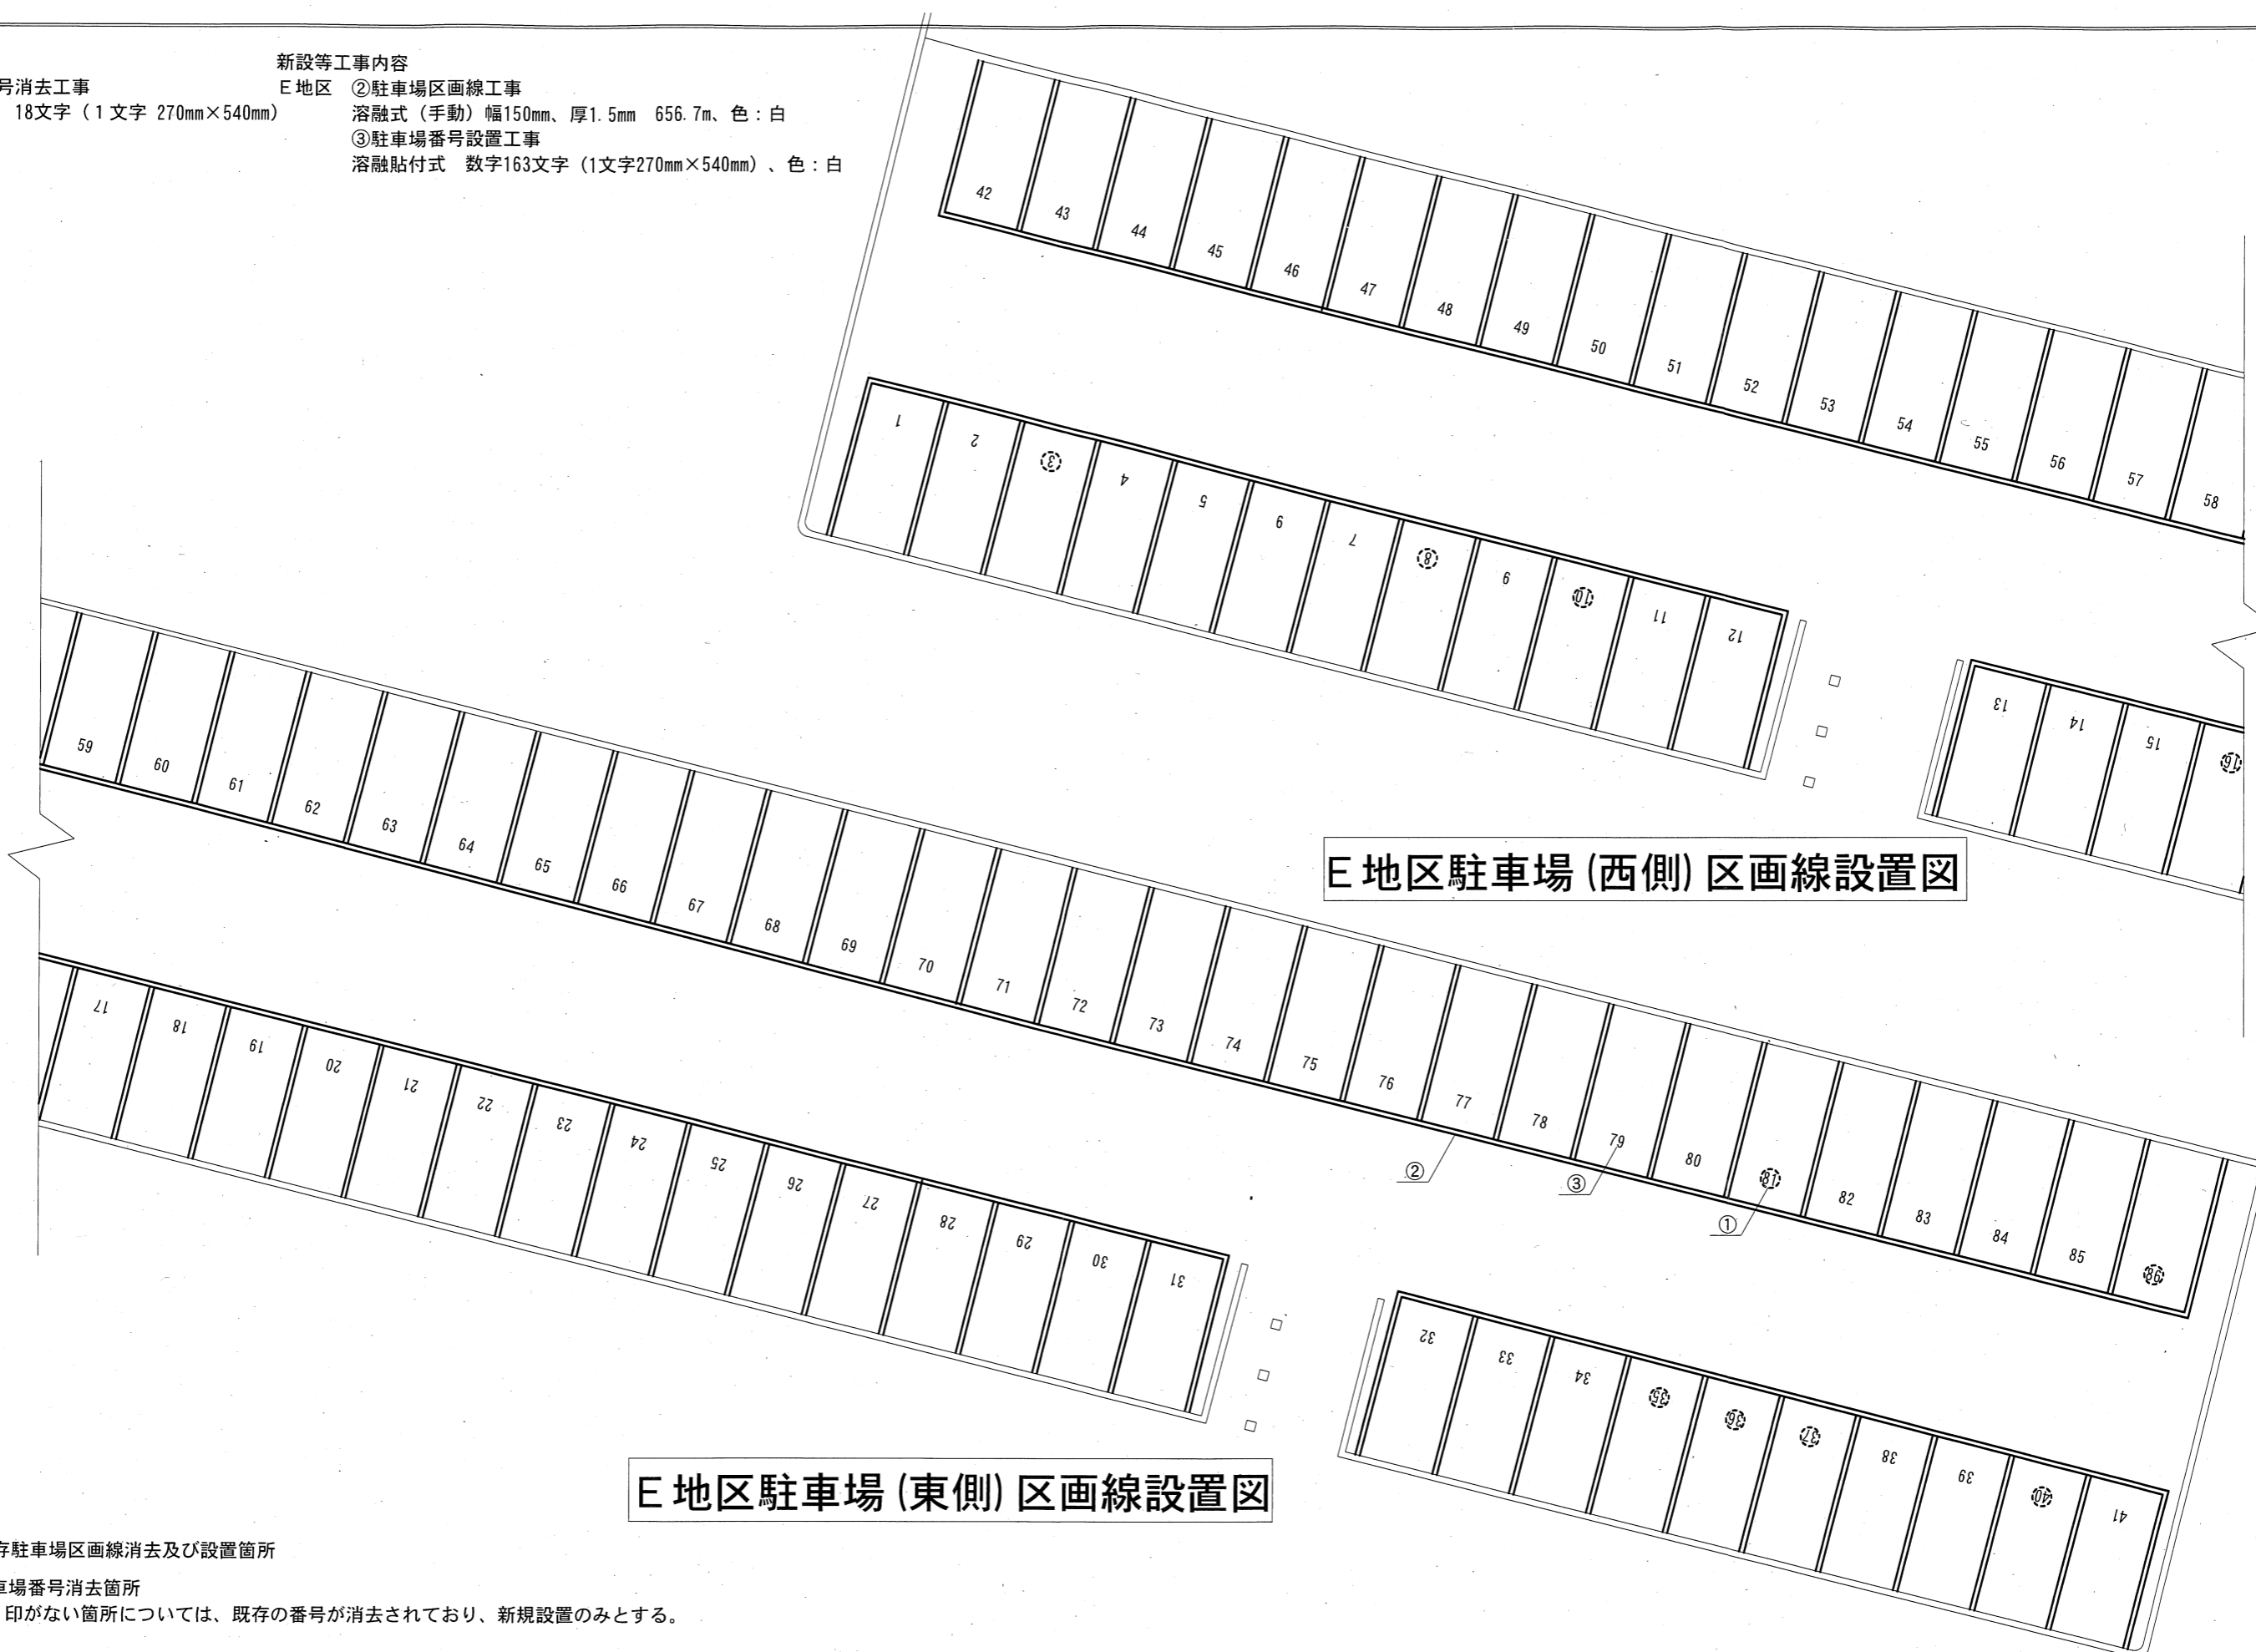 号消去工事
18文字（１文字 270mm×540mm）
新設等工事内容
Ｅ地区 ②駐車場区画線工事
溶融式（手動）幅150mm、厚1.5mm 656.7m、色：白
③駐車場番号設置工事
溶融貼付式 数字163文字（1文字270mm×540mm）、色：白
42 43 44 45 46 47 48 49 50 51 52 53 54 55 56 57 58
1 2 3 4 5 6 7 8 9 10 11 12
13 14 15 16
Ｅ地区駐車場(西側)区画線設置図
59 60 61 62 63 64 65 66 67 68 69 70 71 72 73 74 75 76 77 78 79 80 81 82 83 84 85 86
② ③ ①
17 18 19 20 21 22 23 24 25 26 27 28 29 30 31
32 33 34 35 36 37 38 39 40 41
Ｅ地区駐車場(東側)区画線設置図
存駐車場区画線消去及び設置箇所
車場番号消去箇所
印がない箇所については、既存の番号が消去されており、新規設置のみとする。